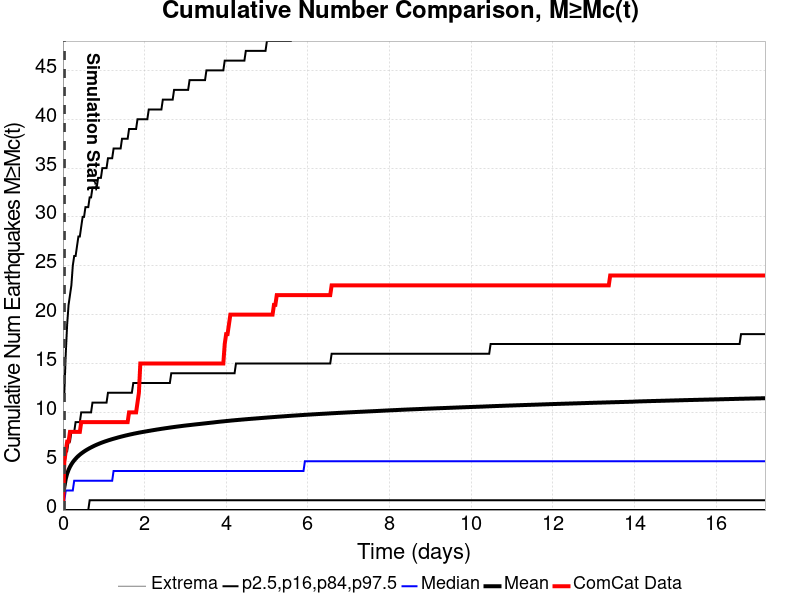 Cumulative Number Comparison, M≥Mc(t)
Cumulative Num Earthquakes M≥Mc(t)
45
40
35
30
25
20
15
10
5
0
Simulation Start
0 2 4 6 8 10 12 14 16
Time (days)
Extrema p2.5,p16,p84,p97.5 Median Mean ComCat Data